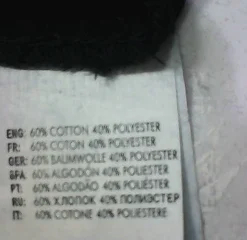 ENG: 60% COTTON 40% POLYESTER
FR: 60% COTTON 40% POLYESTER
GER: 60% BAUMWOLLE 40% POLYESTER
SPA: 60% ALGODÓN 40% POLIESTER
PT: 60% ALGODÃO 40% POLIÉSTER
RU: 60% ХЛОПОК 40% ПОЛИЭСТЕР
IT: 60% COTONE 40% POLIESTERE